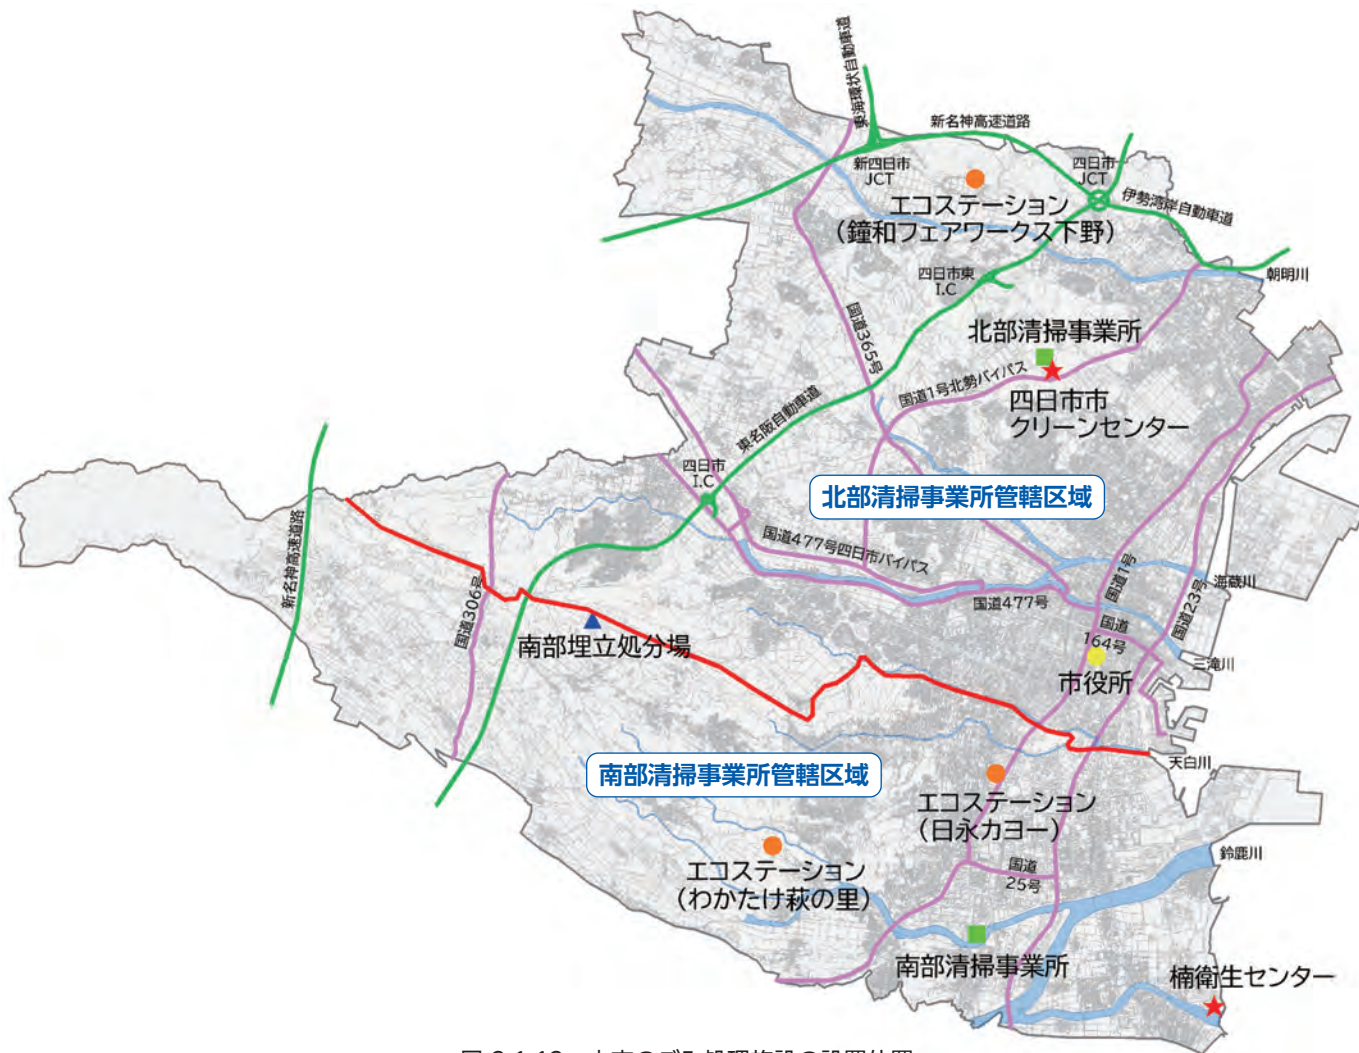 東海環状自動車道
新名神高速道路
新四日市
JCT
四日市
JCT
エコステーション
（鐘和フェアワークス下野）
伊勢湾岸自動車道
四日市東
I.C
朝明川
国道365号
北部清掃事業所
国道1号北勢バイパス
四日市市
クリーンセンター
東名阪自動車道
四日市
I.C
北部清掃事業所管轄区域
新名神高速道路
国道477号四日市バイパス
国道1号
海蔵川
国道306号
国道477号
国道23号
国道
164号
南部埋立処分場
三滝川
市役所
天白川
南部清掃事業所管轄区域
エコステーション
（日永カヨー）
鈴鹿川
エコステーション
（わかたけ萩の里）
国道
25号
南部清掃事業所
楠衛生センター